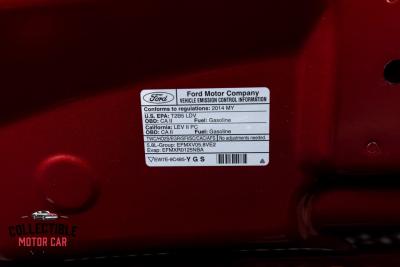 Ford
Ford Motor Company
VEHICLE EMISSION CONTROL INFORMATION
Conforms to regulations: 2014 MY
U.S. EPA: T2B5 LDV
OBD: CA II Fuel: Gasoline
California: LEV II PC
OBD: CA II Fuel: Gasoline
No adjustments needed.
5.8L-Group: EFMXV05.8VE2
Evap: EFMXR0125NBA
YGS
COLLECTIBLE
MOTOR CAR